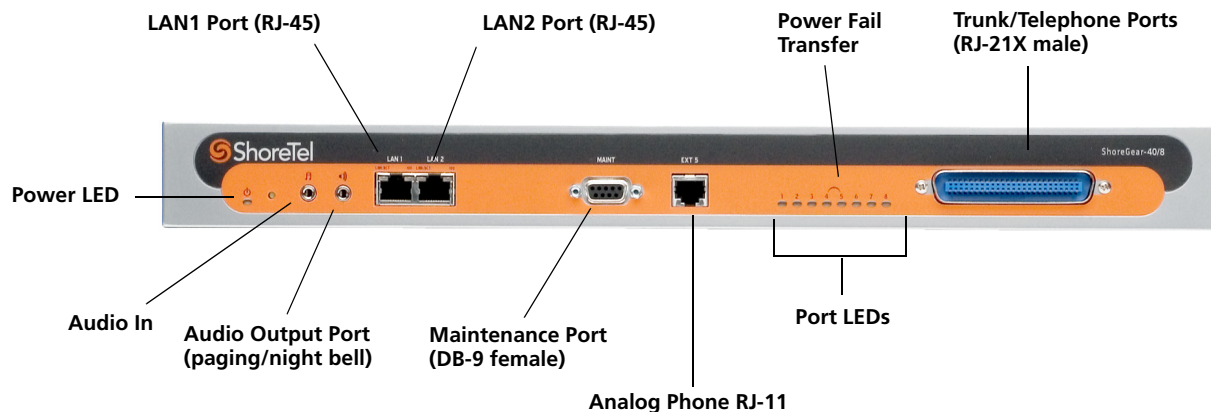 LAN1 Port (RJ-45)
LAN2 Port (RJ-45)
Power Fail
Transfer
Trunk/Telephone Ports
(RJ-21X male)
ShoreTel
LAN 1
LAN 2
MAINT
EXT 5
ShoreGear-40/8
Power LED
1 2 3 4 5 6 7 8
Audio In
Audio Output Port
(paging/night bell)
Maintenance Port
(DB-9 female)
Port LEDs
Analog Phone RJ-11